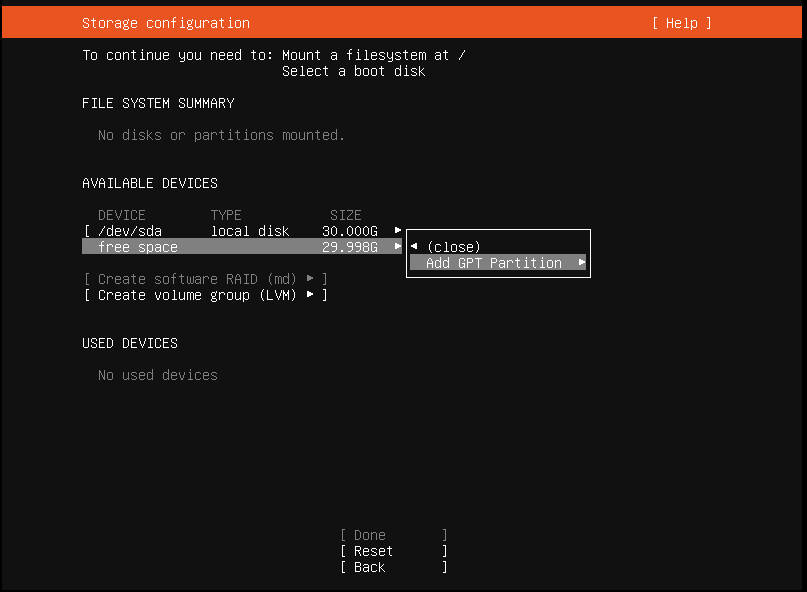 Storage configuration [ Help ]
To continue you need to: Mount a filesystem at /
Select a boot disk
FILE SYSTEM SUMMARY
No disks or partitions mounted.
AVAILABLE DEVICES
DEVICE TYPE SIZE
[ /dev/sda local disk 30.000G ▸
free space 29.998G ▸
◂ (close)
Add GPT Partition ▸
[ Create software RAID (md) ▸ ]
[ Create volume group (LVM) ▸ ]
USED DEVICES
No used devices
[ Done ]
[ Reset ]
[ Back ]